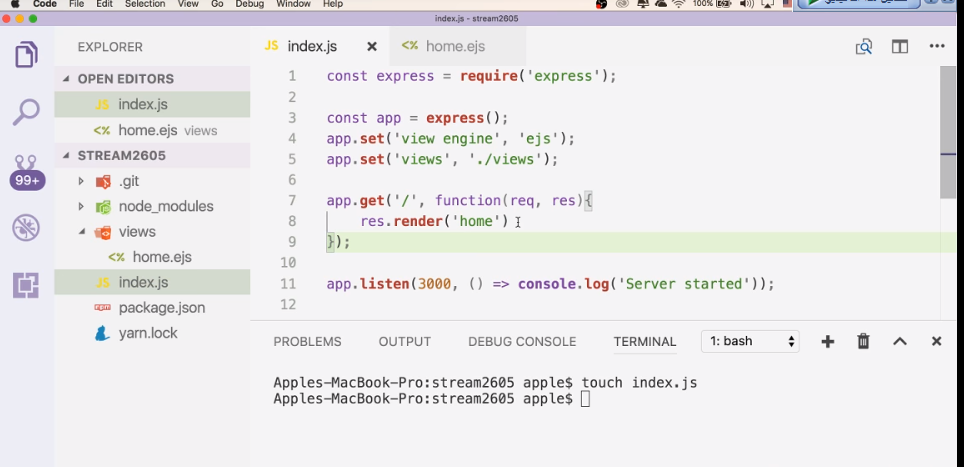 Code File Edit Selection View Go Debug Window Help 100%
index.js - stream2605
EXPLORER
OPEN EDITORS
JS index.js
<% home.ejs views
STREAM2605
99+
.git
node_modules
views
<% home.ejs
JS index.js
package.json
yarn.lock
JS index.js ×
<% home.ejs
1 const express = require('express');
2
3 const app = express();
4 app.set('view engine', 'ejs');
5 app.set('views', './views');
6
7 app.get('/', function(req, res){
8 res.render('home')
9 });
10
11 app.listen(3000, () => console.log('Server started'));
12
PROBLEMS OUTPUT DEBUG CONSOLE TERMINAL 1: bash
Apples-MacBook-Pro:stream2605 apple$ touch index.js
Apples-MacBook-Pro:stream2605 apple$